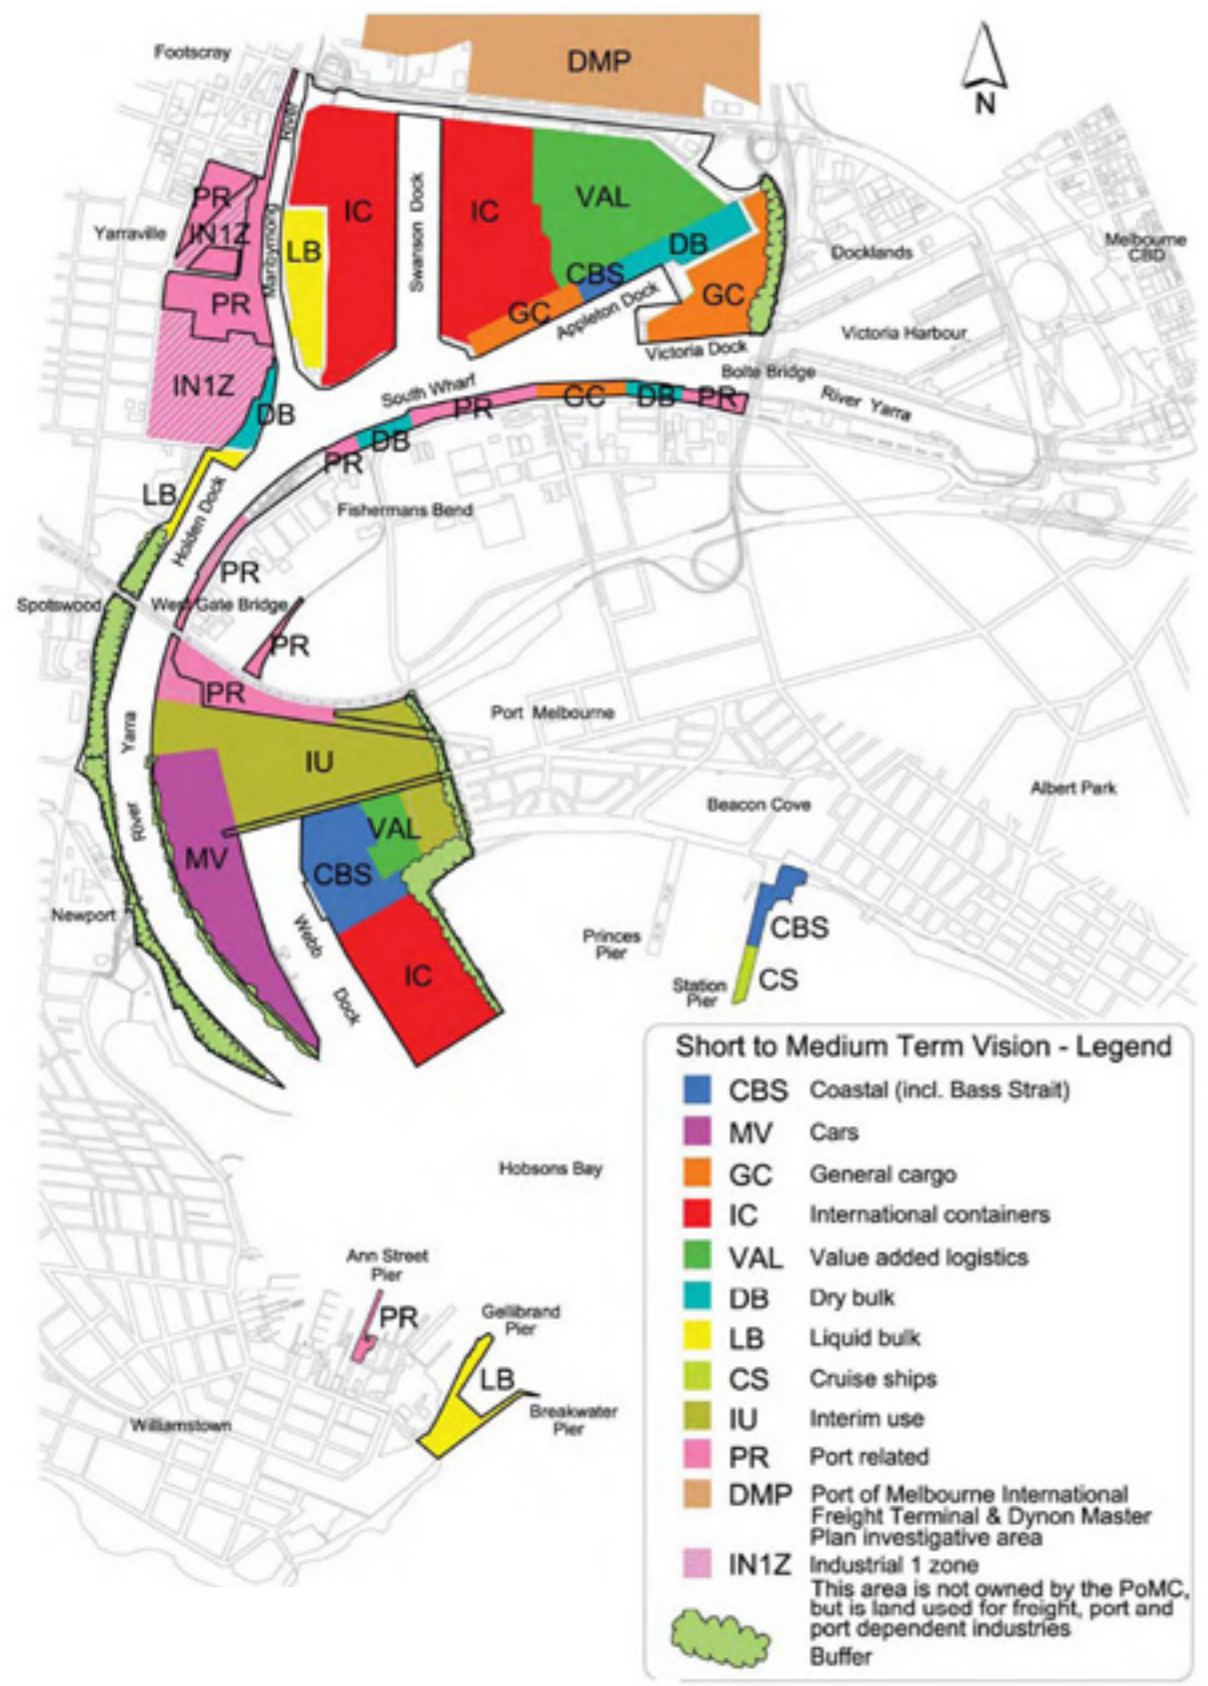 Footscray
DMP
N
River
PR
IN1Z
Yarraville
Maribyrnong
LB
IC
Swanson Dock
IC
VAL
DB
CBS
GC
Appleton Dock
GC
Docklands
Melbourne
CBD
PR
Victoria Harbour
Victoria Dock
Bolte Bridge
IN1Z
DB
South Wharf
PR
GC
DB
PR
River Yarra
DB
PR
LB
Holden Dock
Fishermans Bend
PR
Spotswood
West Gate Bridge
PR
PR
Port Melbourne
River Yarra
IU
Albert Park
Beacon Cove
VAL
MV
CBS
Newport
Webb
Dock
IC
Princes
Pier
CBS
Station
Pier
CS
Hobsons Bay
Ann Street
Pier
PR
Gellibrand
Pier
LB
Breakwater
Pier
Williamstown
Short to Medium Term Vision - Legend
CBS Coastal (incl. Bass Strait)
MV Cars
GC General cargo
IC International containers
VAL Value added logistics
DB Dry bulk
LB Liquid bulk
CS Cruise ships
IU Interim use
PR Port related
DMP Port of Melbourne International
Freight Terminal & Dynon Master
Plan investigative area
IN1Z Industrial 1 zone
This area is not owned by the PoMC,
but is land used for freight, port and
port dependent industries
Buffer